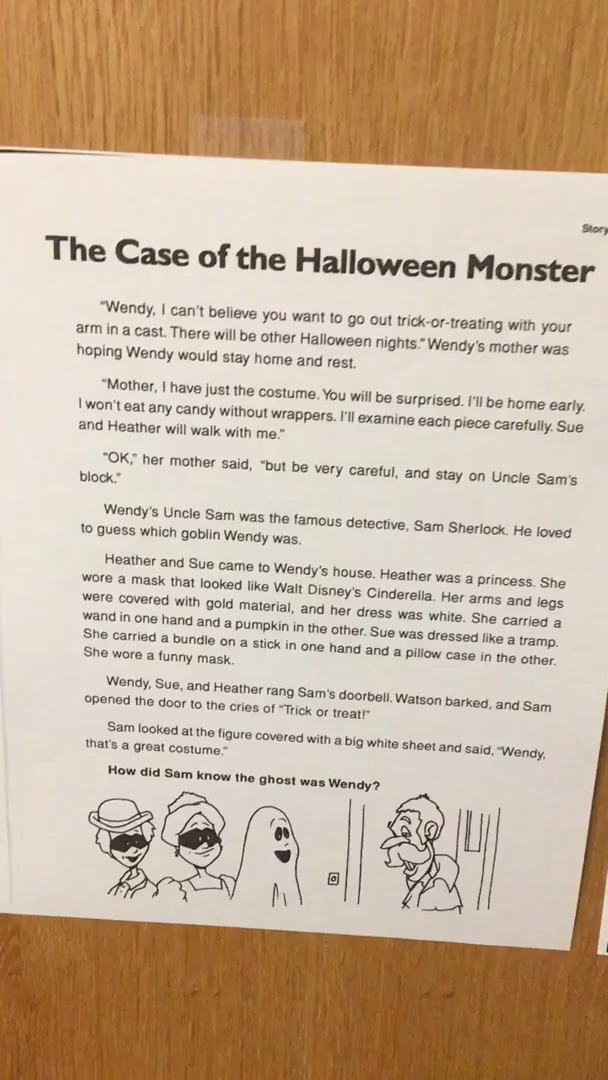 Story
The Case of the Halloween Monster
“Wendy, I can't believe you want to go out trick-or-treating with your
arm in a cast. There will be other Halloween nights.” Wendy's mother was
hoping Wendy would stay home and rest.
“Mother, I have just the costume. You will be surprised. I'll be home early.
I won't eat any candy without wrappers. I'll examine each piece carefully. Sue
and Heather will walk with me.”
“OK,” her mother said, “but be very careful, and stay on Uncle Sam's
block.”
Wendy's Uncle Sam was the famous detective, Sam Sherlock. He loved
to guess which goblin Wendy was.
Heather and Sue came to Wendy's house. Heather was a princess. She
wore a mask that looked like Walt Disney's Cinderella. Her arms and legs
were covered with gold material, and her dress was white. She carried a
wand in one hand and a pumpkin in the other. Sue was dressed like a tramp.
She carried a bundle on a stick in one hand and a pillow case in the other.
She wore a funny mask.
Wendy, Sue, and Heather rang Sam's doorbell. Watson barked, and Sam
opened the door to the cries of “Trick or treat!”
Sam looked at the figure covered with a big white sheet and said, “Wendy,
that's a great costume.”
How did Sam know the ghost was Wendy?